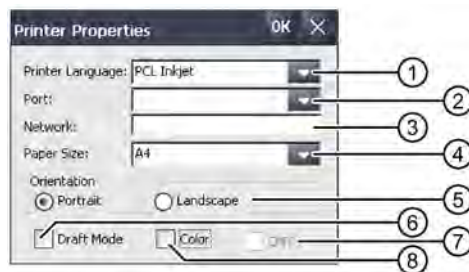 Printer Properties OK
Printer Language: PCL Inkjet 1
Port: 2
Network: 3
Paper Size: A4 4
Orientation
Portrait Landscape 5
6
Draft Mode Color 7
8